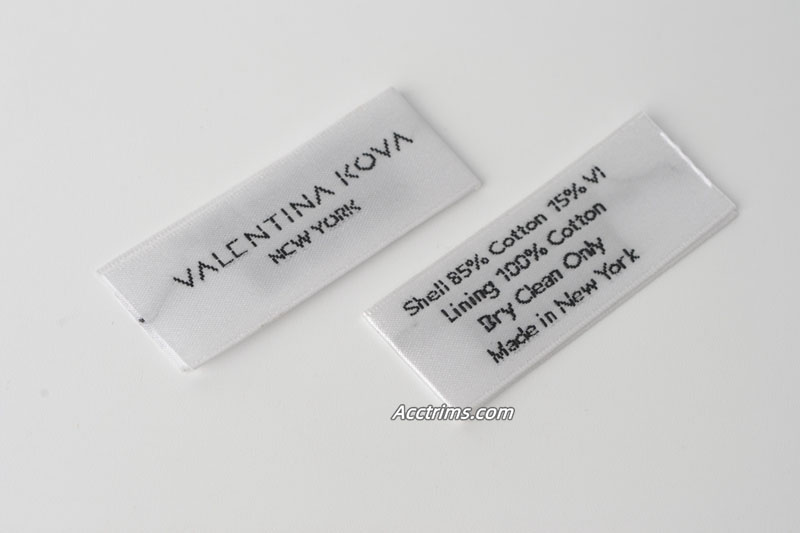 VALENTINA KOVA
NEW YORK
Shell 85% Cotton 15% VI
Lining 100% Cotton
Dry Clean Only
Made in New York
Acctrims.com